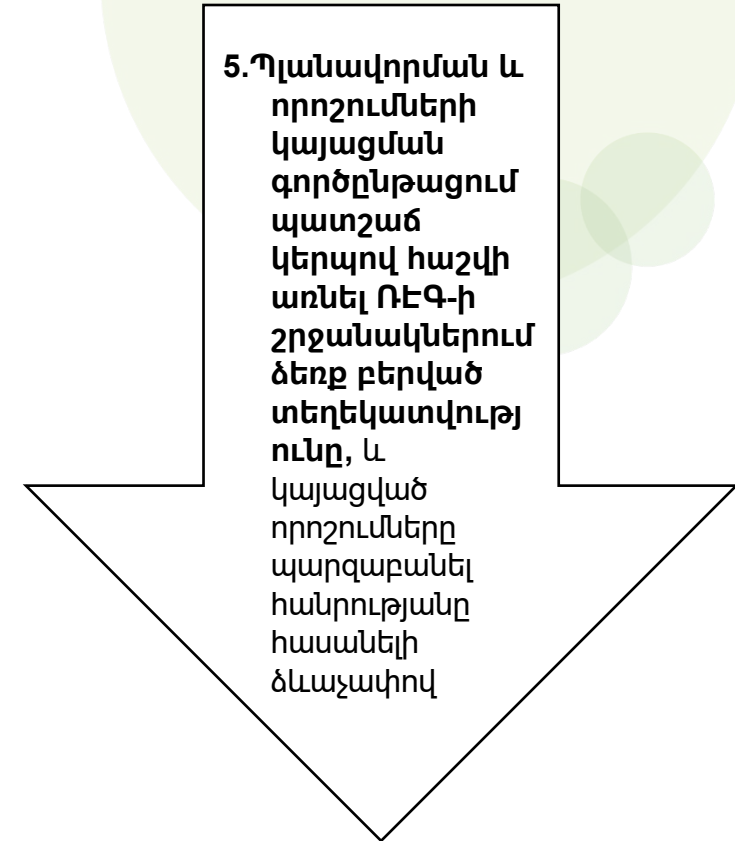 5.Պլանավորման և
որոշումների
կայացման
գործընթացում
պատշաճ
կերպով հաշվի
առնել ՌԷԳ-ի
շրջանակներում
ձեռք բերված
տեղեկատվությ
ունը, և
կայացված
որոշումները
պարզաբանել
հանրությանը
հասանելի
ձևաչափով